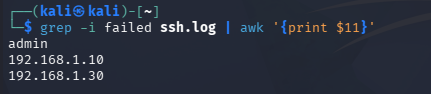 ┌──(kali㉿kali)-[~]
└─$ grep -i failed ssh.log | awk '{print $11}'
admin
192.168.1.10
192.168.1.30